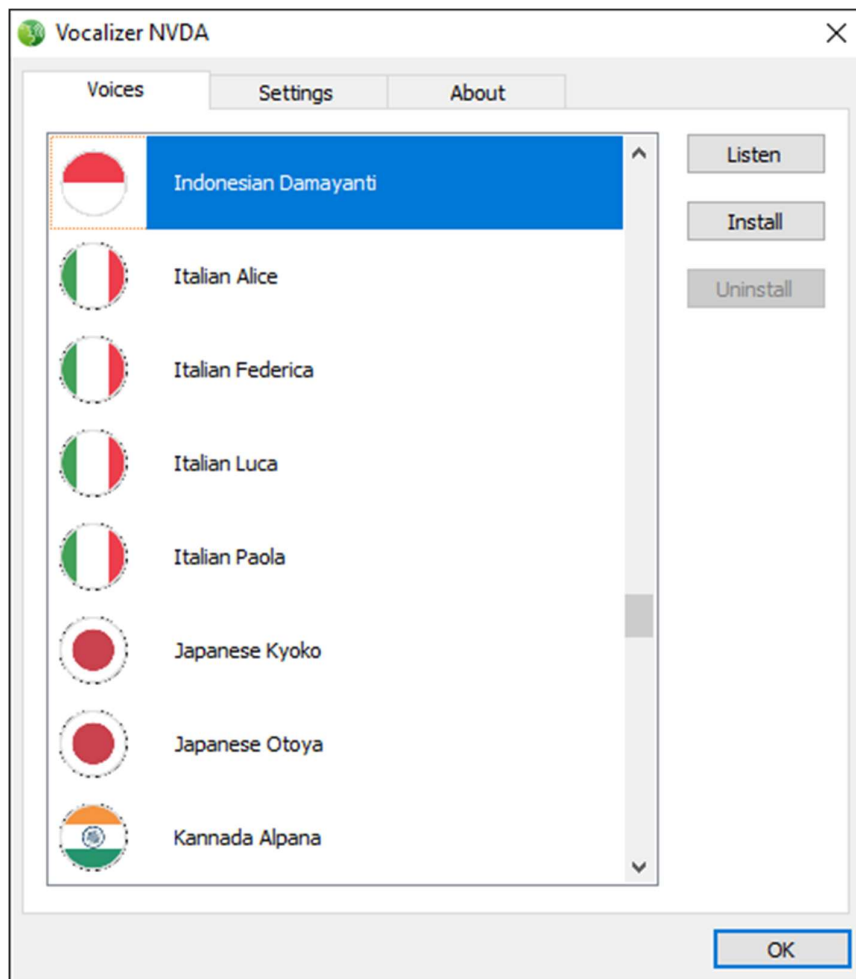 Vocalizer NVDA
Voices
Settings
About
Indonesian Damayanti
Italian Alice
Italian Federica
Italian Luca
Italian Paola
Japanese Kyoko
Japanese Otoya
Kannada Alpana
Listen
Install
Uninstall
OK